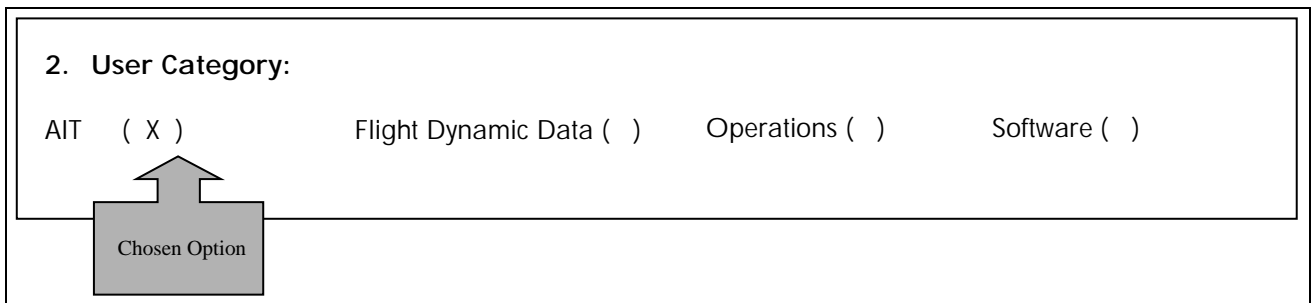 2. User Category:
AIT ( X ) Flight Dynamic Data ( ) Operations ( ) Software ( )
Chosen Option